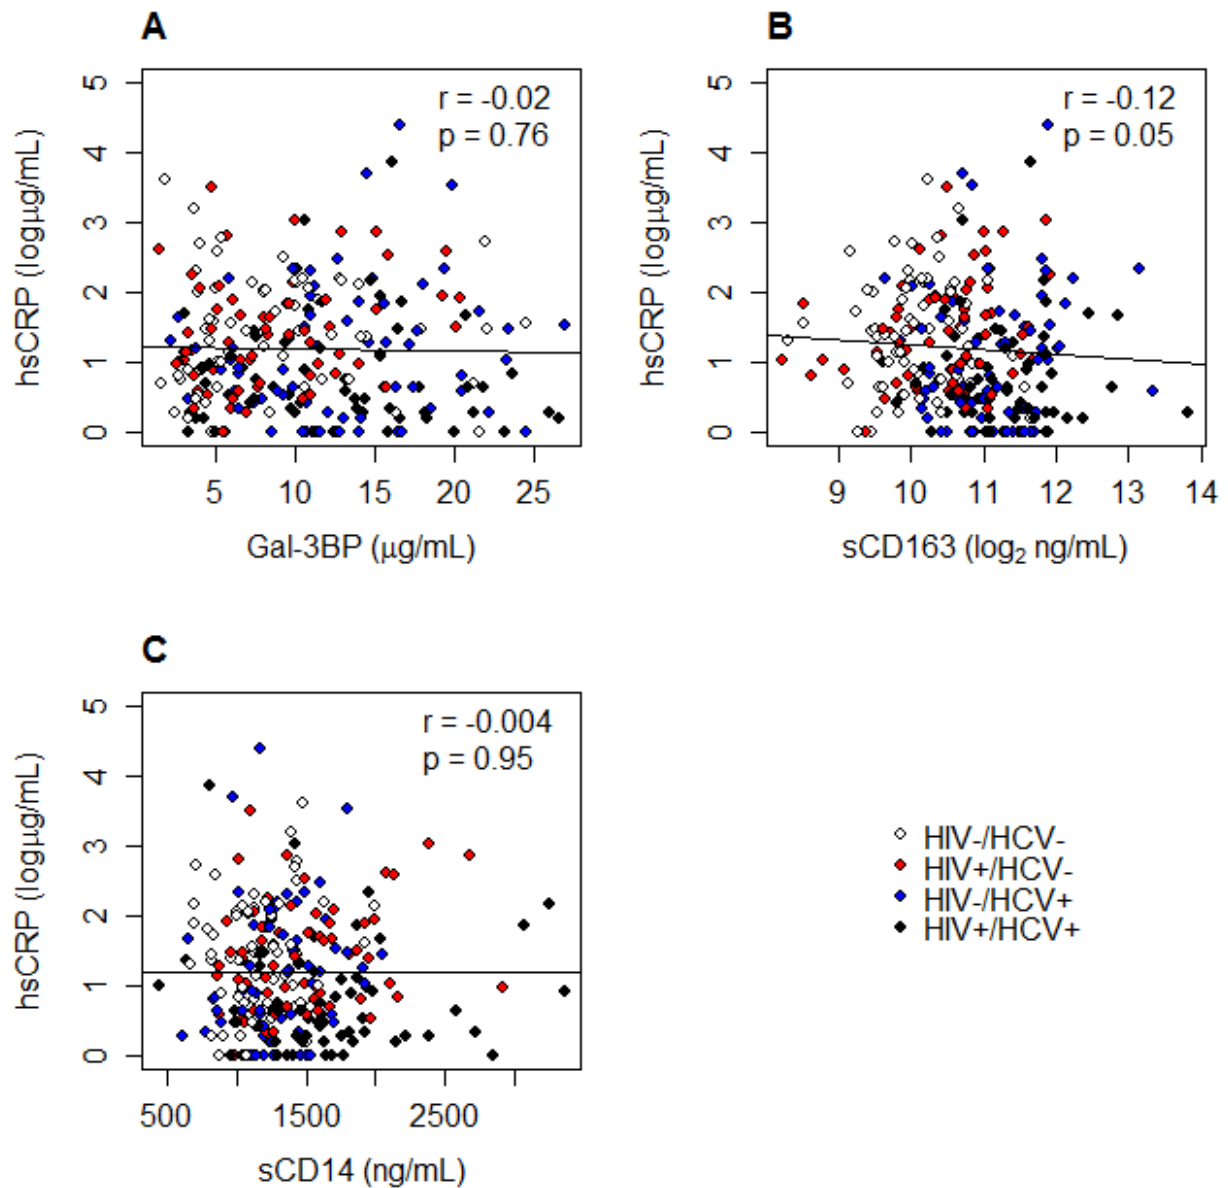 A
hsCRP (logμg/mL)
5
4
3
2
1
0
r = -0.02
p = 0.76
5 10 15 20 25
Gal-3BP (μg/mL)
B
hsCRP (logμg/mL)
5
4
3
2
1
0
r = -0.12
p = 0.05
9 10 11 12 13 14
sCD163 (log₂ ng/mL)
C
hsCRP (logμg/mL)
5
4
3
2
1
0
r = -0.004
p = 0.95
500 1500 2500
sCD14 (ng/mL)
HIV-/HCV-
HIV+/HCV-
HIV-/HCV+
HIV+/HCV+